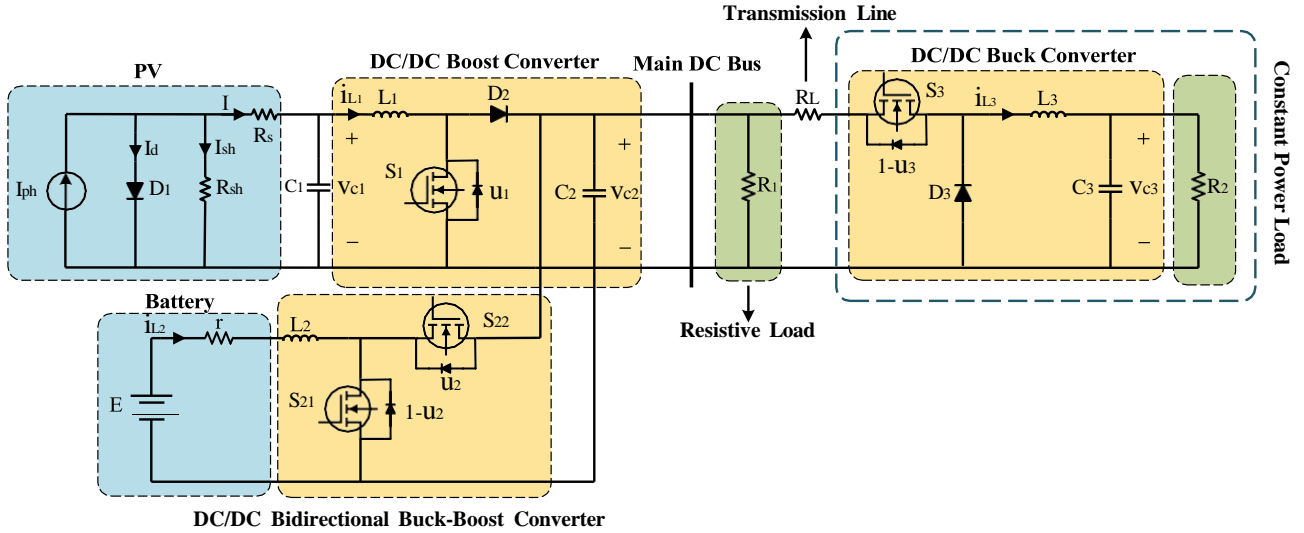 Transmission Line
PV
DC/DC Boost Converter
Main DC Bus
DC/DC Buck Converter
Constant Power Load
I
Rs
Id
Ish
Iph
D1
Rsh
C1
+
vc1
−
iL1
L1
D2
S1
u1
C2
+
vc2
−
R1
RL
S3
1-u3
iL3
L3
D3
C3
+
vc3
−
R2
Resistive Load
Battery
iL2
r
E
L2
S22
u2
S21
1-u2
DC/DC Bidirectional Buck-Boost Converter